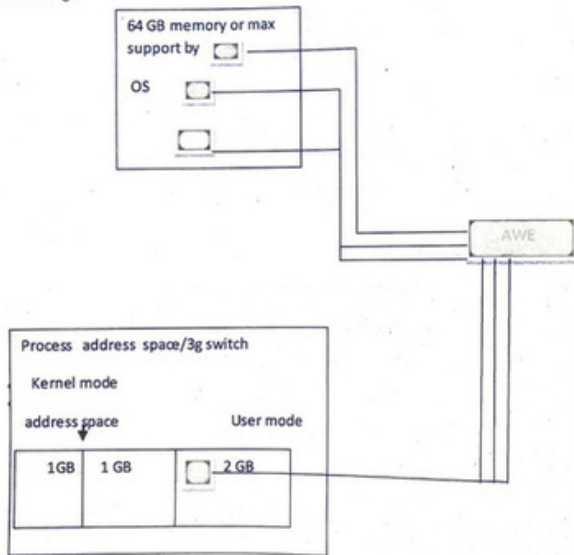 64 GB memory or max
support by
OS
AWE
Process address space/3g switch
Kernel mode
address space
User mode
1GB
1 GB
2 GB